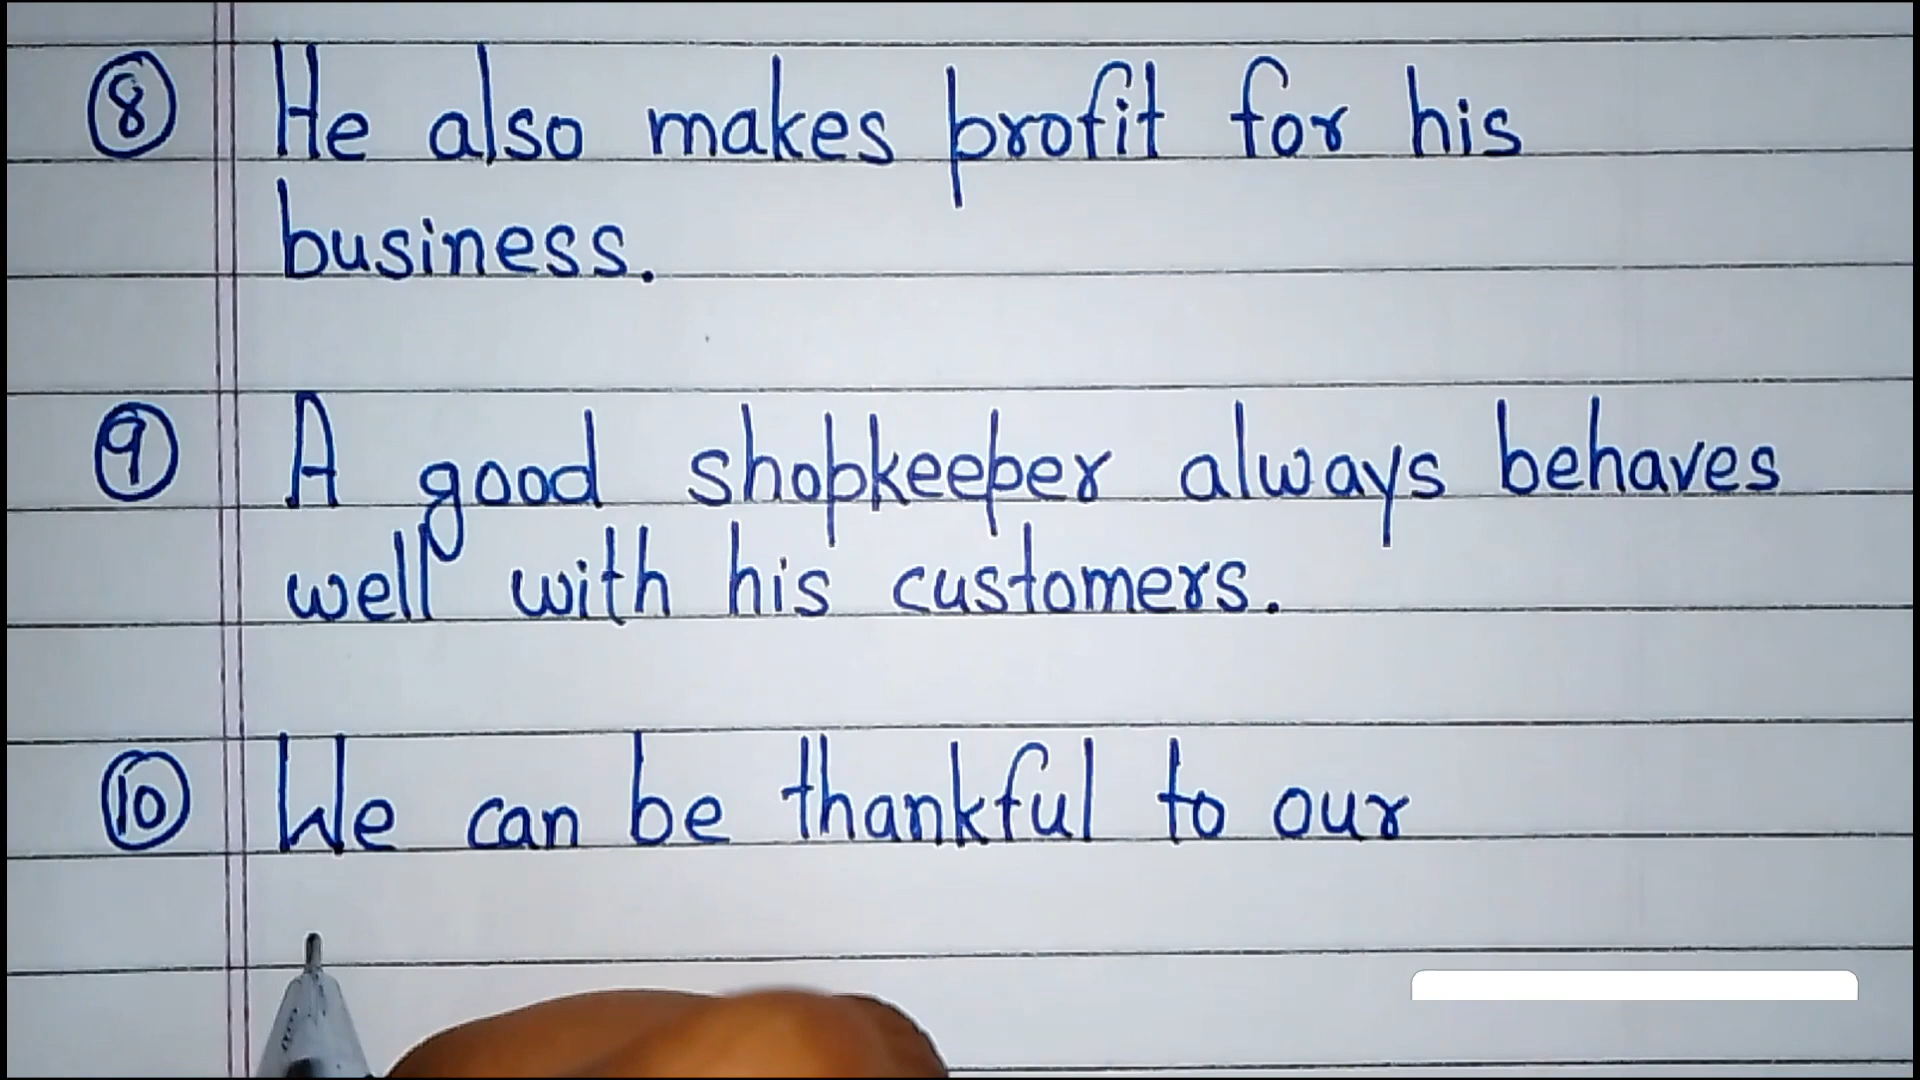 8 He also makes profit for his
business.
9 A good shopkeeper always behaves
well with his customers.
10 We can be thankful to our